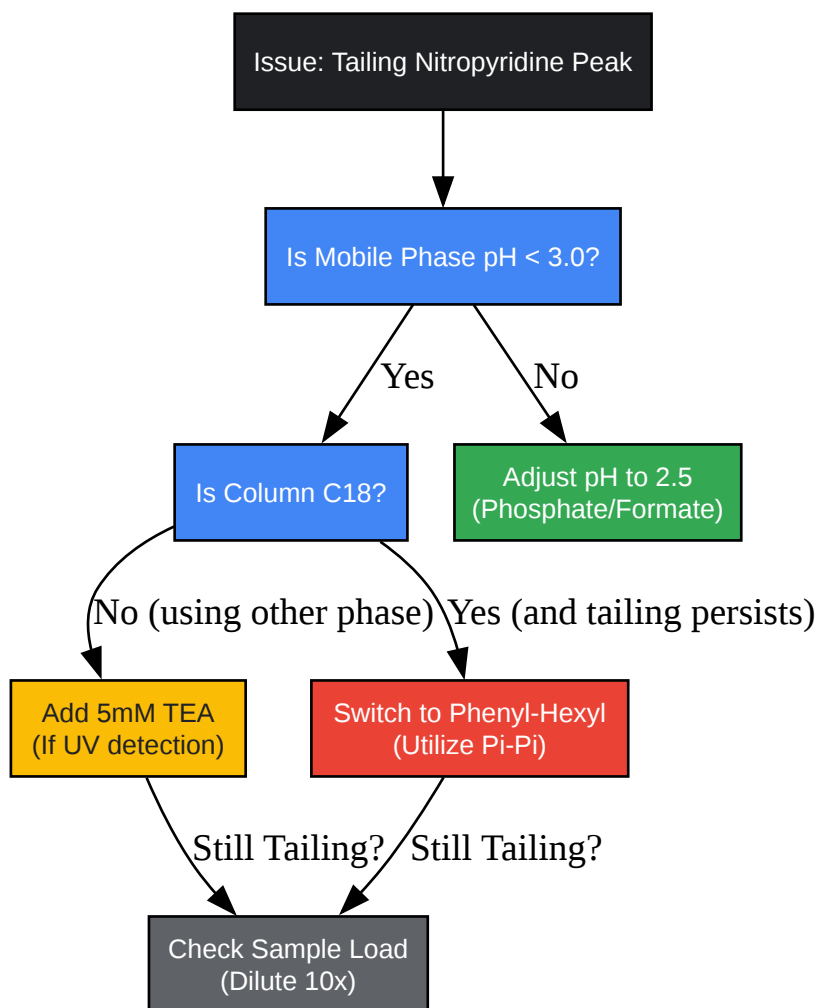 Issue: Tailing Nitropyridine Peak
Is Mobile Phase pH < 3.0?
Yes
No
Is Column C18?
Adjust pH to 2.5
(Phosphate/Formate)
No (using other phase)
Yes (and tailing persists)
Add 5mM TEA
(If UV detection)
Switch to Phenyl-Hexyl
(Utilize Pi-Pi)
Still Tailing?
Still Tailing?
Check Sample Load
(Dilute 10x)